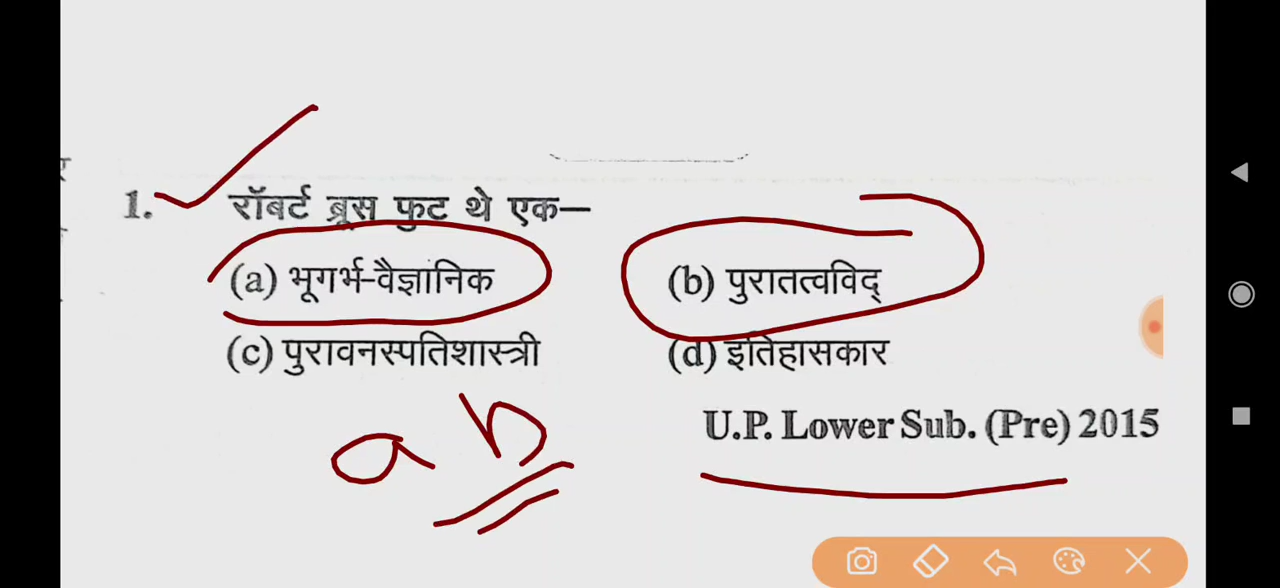 1. रॉबर्ट ब्रूस फुट थे एक—
(a) भूगर्भ-वैज्ञानिक (b) पुरातत्वविद्
(c) पुरावनस्पतिशास्त्री (d) इतिहासकार
a b
U.P. Lower Sub. (Pre) 2015